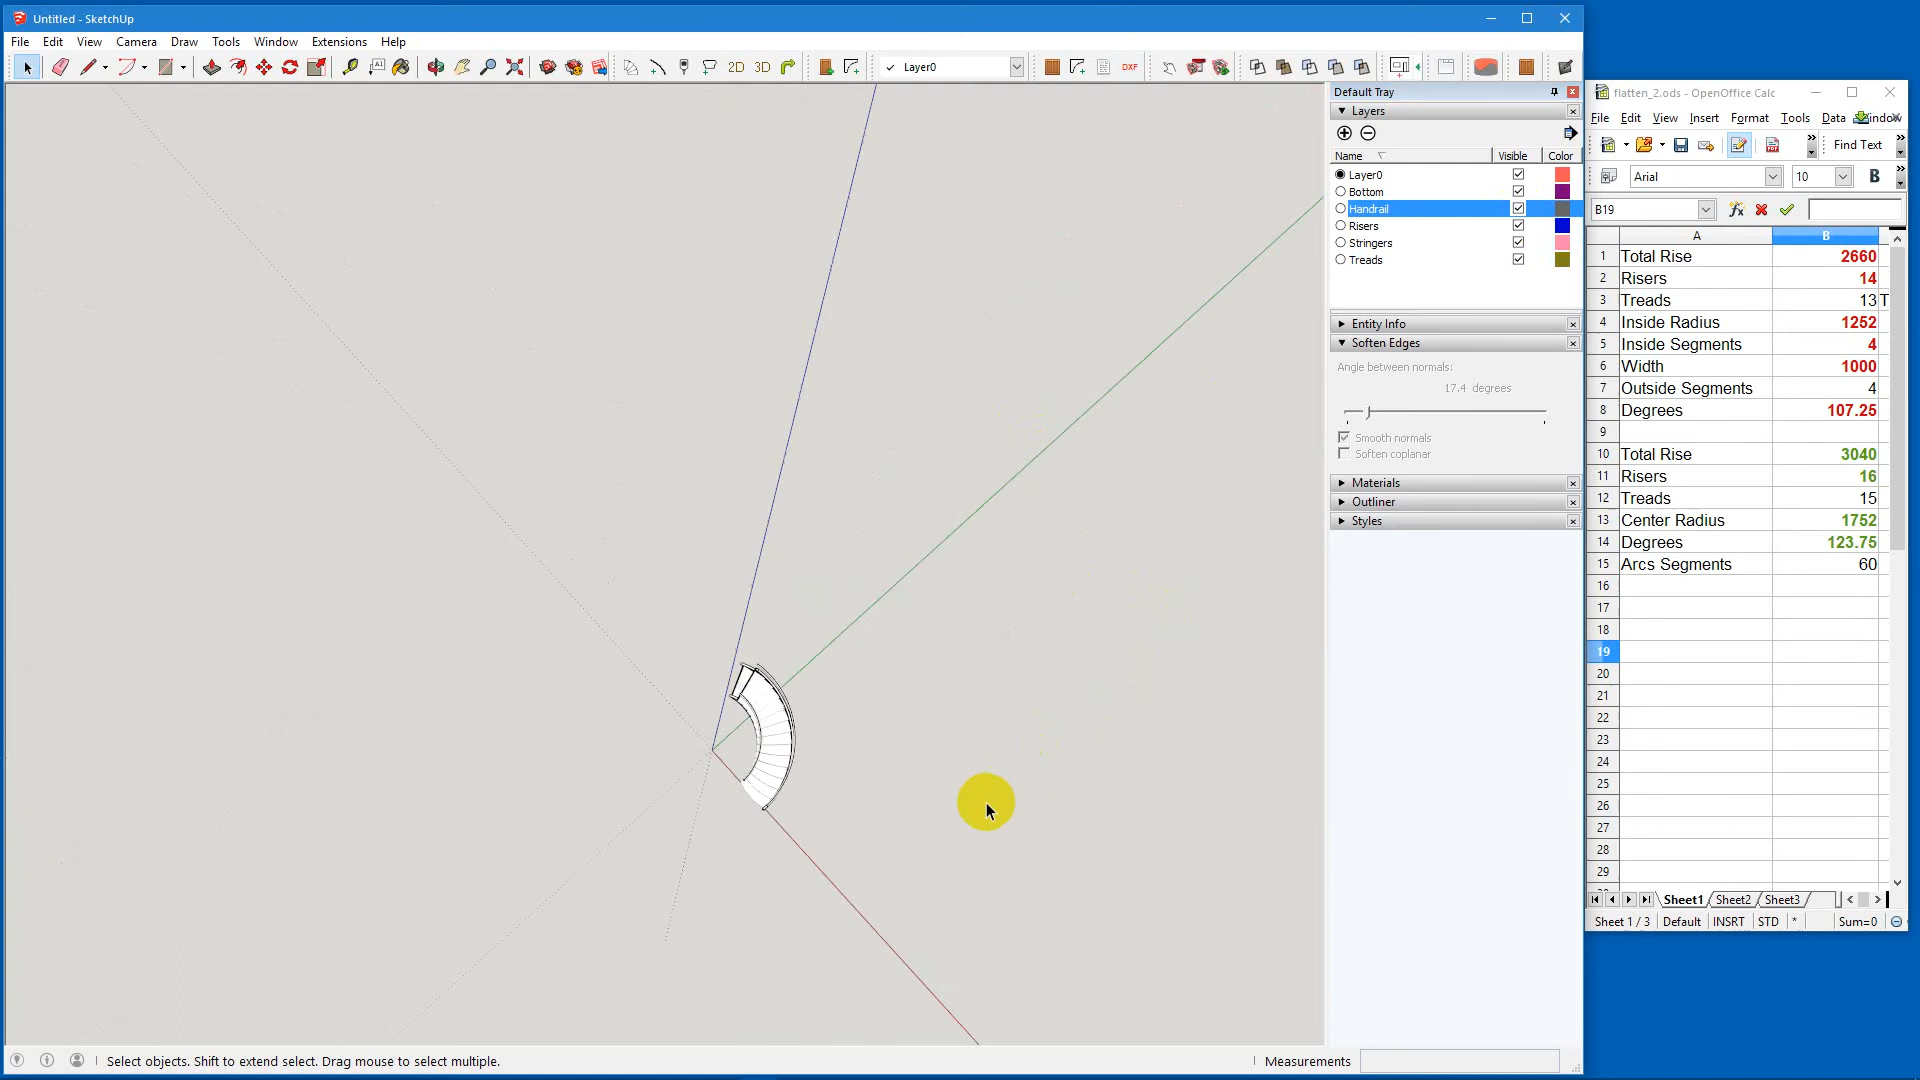 Untitled - SketchUp
File Edit View Camera Draw Tools Window Extensions Help
A1 2D 3D Layer0 DXF
Default Tray
Layers
Name Visible Color
Layer0
Bottom
Handrail
Risers
Stringers
Treads
Entity Info
Soften Edges
Angle between normals:
17.4 degrees
Smooth normals
Soften coplanar
Materials
Outliner
Styles
Select objects. Shift to extend select. Drag mouse to select multiple.
Measurements
flatten_2.ods - OpenOffice Calc
File Edit View Insert Format Tools Data
Find Text
Arial 10 B
B19
A B
1 Total Rise 2660
2 Risers 14
3 Treads 13 T
4 Inside Radius 1252
5 Inside Segments 4
6 Width 1000
7 Outside Segments 4
8 Degrees 107.25
9
10 Total Rise 3040
11 Risers 16
12 Treads 15
13 Center Radius 1752
14 Degrees 123.75
15 Arcs Segments 60
16
17
18
19
20
21
22
23
24
25
26
27
28
29
Sheet1 Sheet2 Sheet3
Sheet 1 / 3 Default INSRT STD * Sum=0